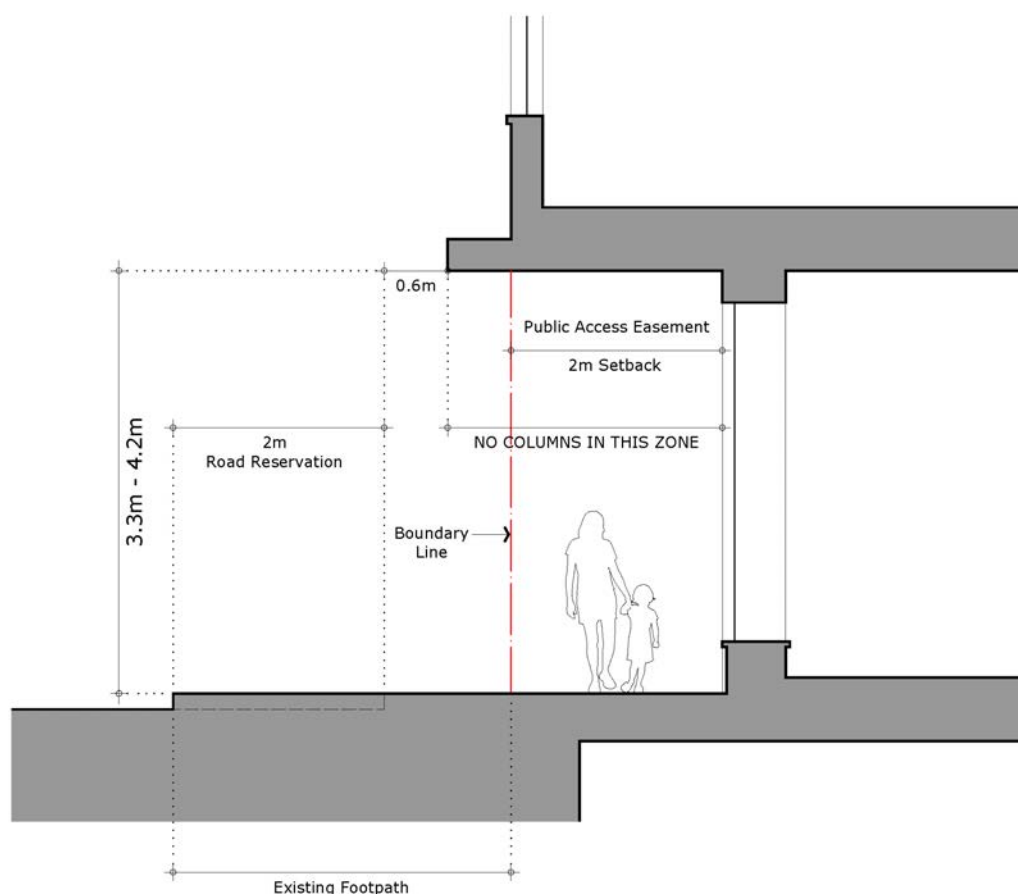 0.6m
Public Access Easement
2m Setback
3.3m - 4.2m
2m
Road Reservation
NO COLUMNS IN THIS ZONE
Boundary
Line
Existing Footpath